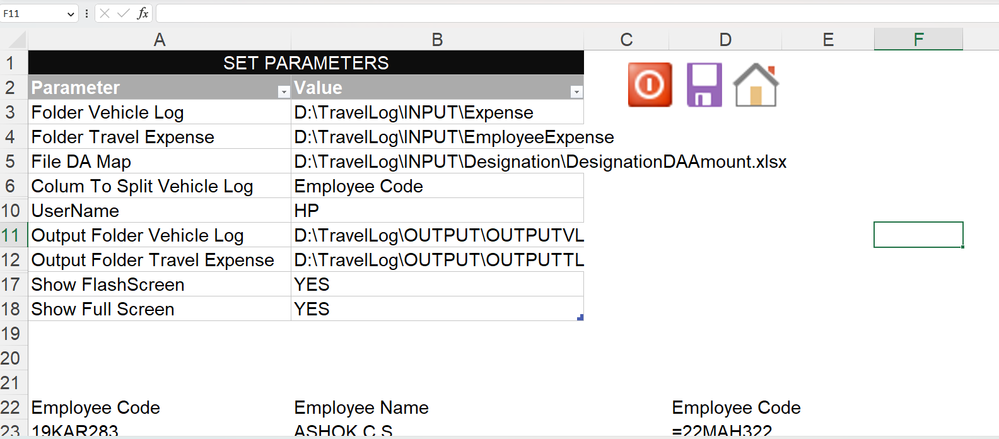 F11 fx
A B C D E F
1 SET PARAMETERS
2 Parameter Value
3 Folder Vehicle Log D:\TravelLog\INPUT\Expense
4 Folder Travel Expense D:\TravelLog\INPUT\EmployeeExpense
5 File DA Map D:\TravelLog\INPUT\Designation\DesignationDAAmount.xlsx
6 Colum To Split Vehicle Log Employee Code
10 UserName HP
11 Output Folder Vehicle Log D:\TravelLog\OUTPUT\OUTPUTVL
12 Output Folder Travel Expense D:\TravelLog\OUTPUT\OUTPUTTL
17 Show FlashScreen YES
18 Show Full Screen YES
19
20
21
22 Employee Code Employee Name Employee Code
23 19KAR283 ASHOK C S =22MAH322